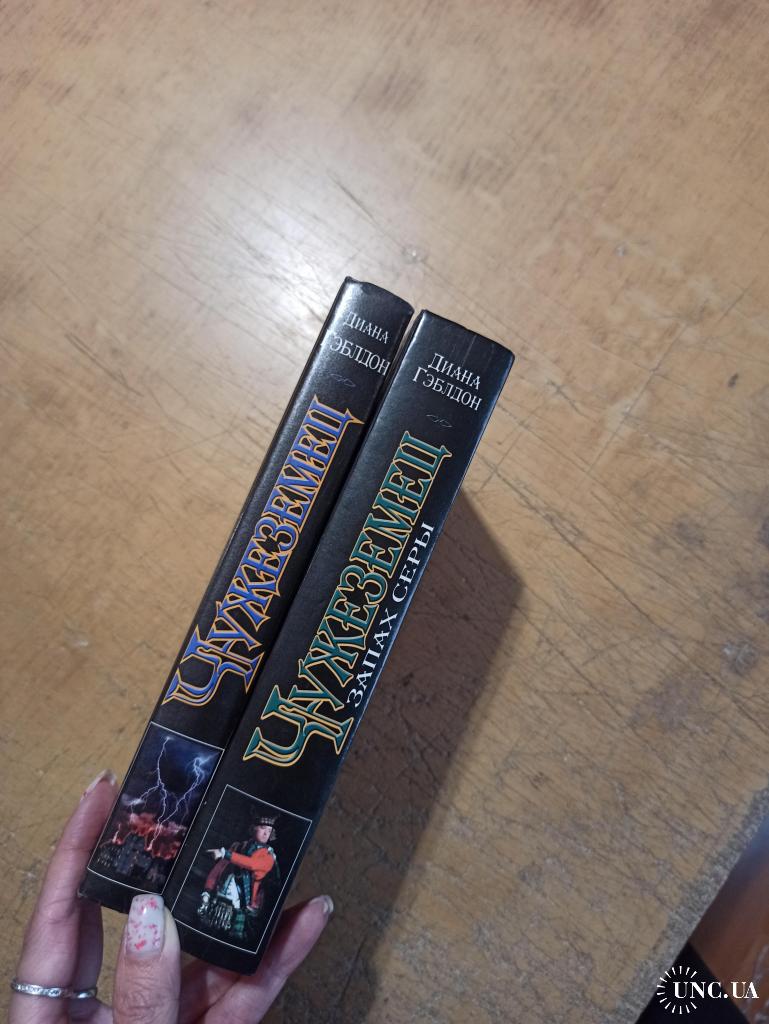 Диана
Гэблдон
Чужеземец
Диана
Гэблдон
Чужеземец
Запах серы
UNC.UA